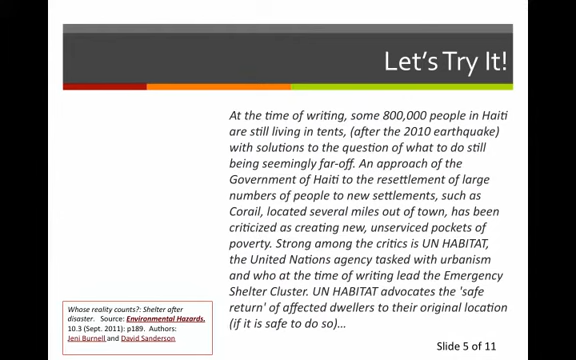 Let's Try It!
At the time of writing, some 800,000 people in Haiti
are still living in tents, (after the 2010 earthquake)
with solutions to the question of what to do still
being seemingly far-off. An approach of the
Government of Haiti to the resettlement of large
numbers of people to new settlements, such as
Corail, located several miles out of town, has been
criticized as creating new, unserviced pockets of
poverty. Strong among the critics is UN HABITAT,
the United Nations agency tasked with urbanism
and who at the time of writing lead the Emergency
Shelter Cluster. UN HABITAT advocates the 'safe
return' of affected dwellers to their original location
(if it is safe to do so)...
Whose reality counts?: Shelter after
disaster. Source: Environmental Hazards.
10.3 (Sept. 2011): p189. Authors:
Jeni Burnell and David Sanderson
Slide 5 of 11